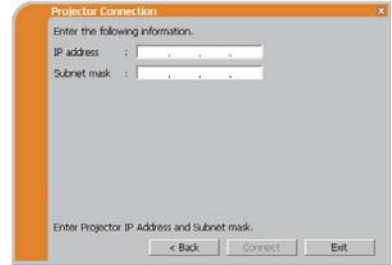 Projector Connection
X
Enter the following information.
IP address : . . .
Subnet mask : . . .
Enter Projector IP Address and Subnet mask.
< Back Connect Exit